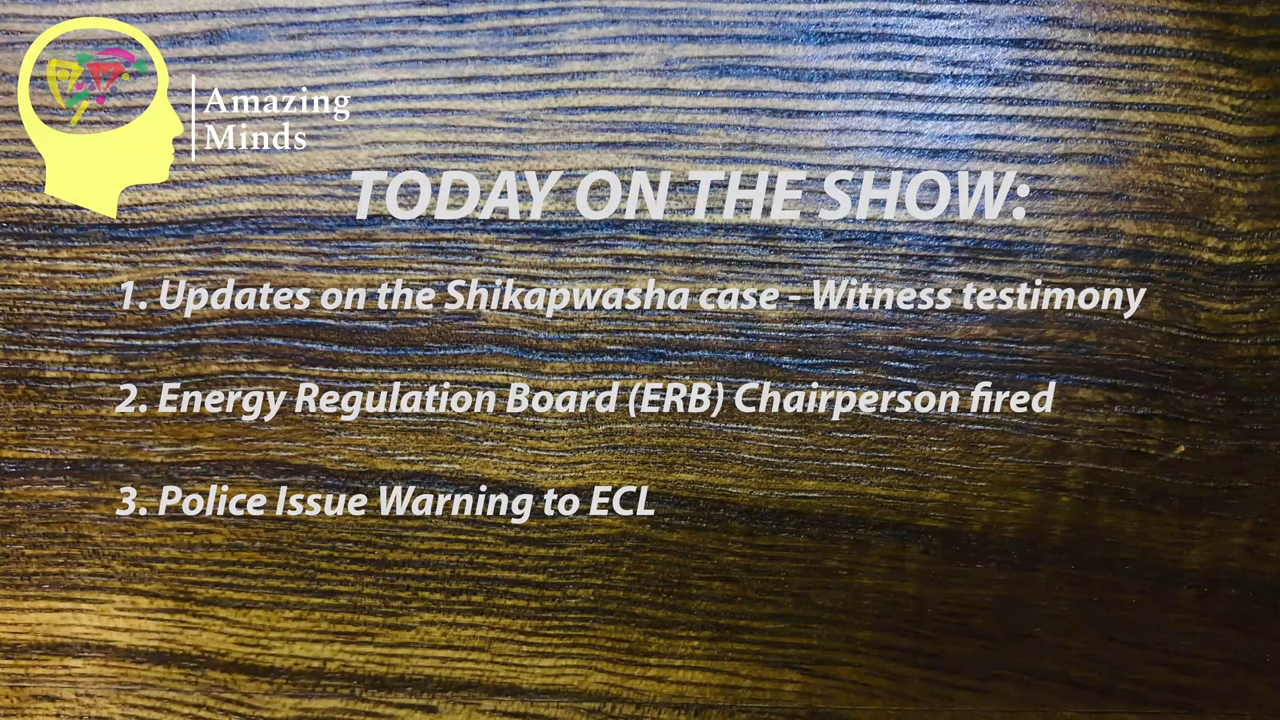 Amazing
Minds
TODAY ON THE SHOW:
1. Updates on the Shikapwasha case - Witness testimony
2. Energy Regulation Board (ERB) Chairperson fired
3. Police Issue Warning to ECL